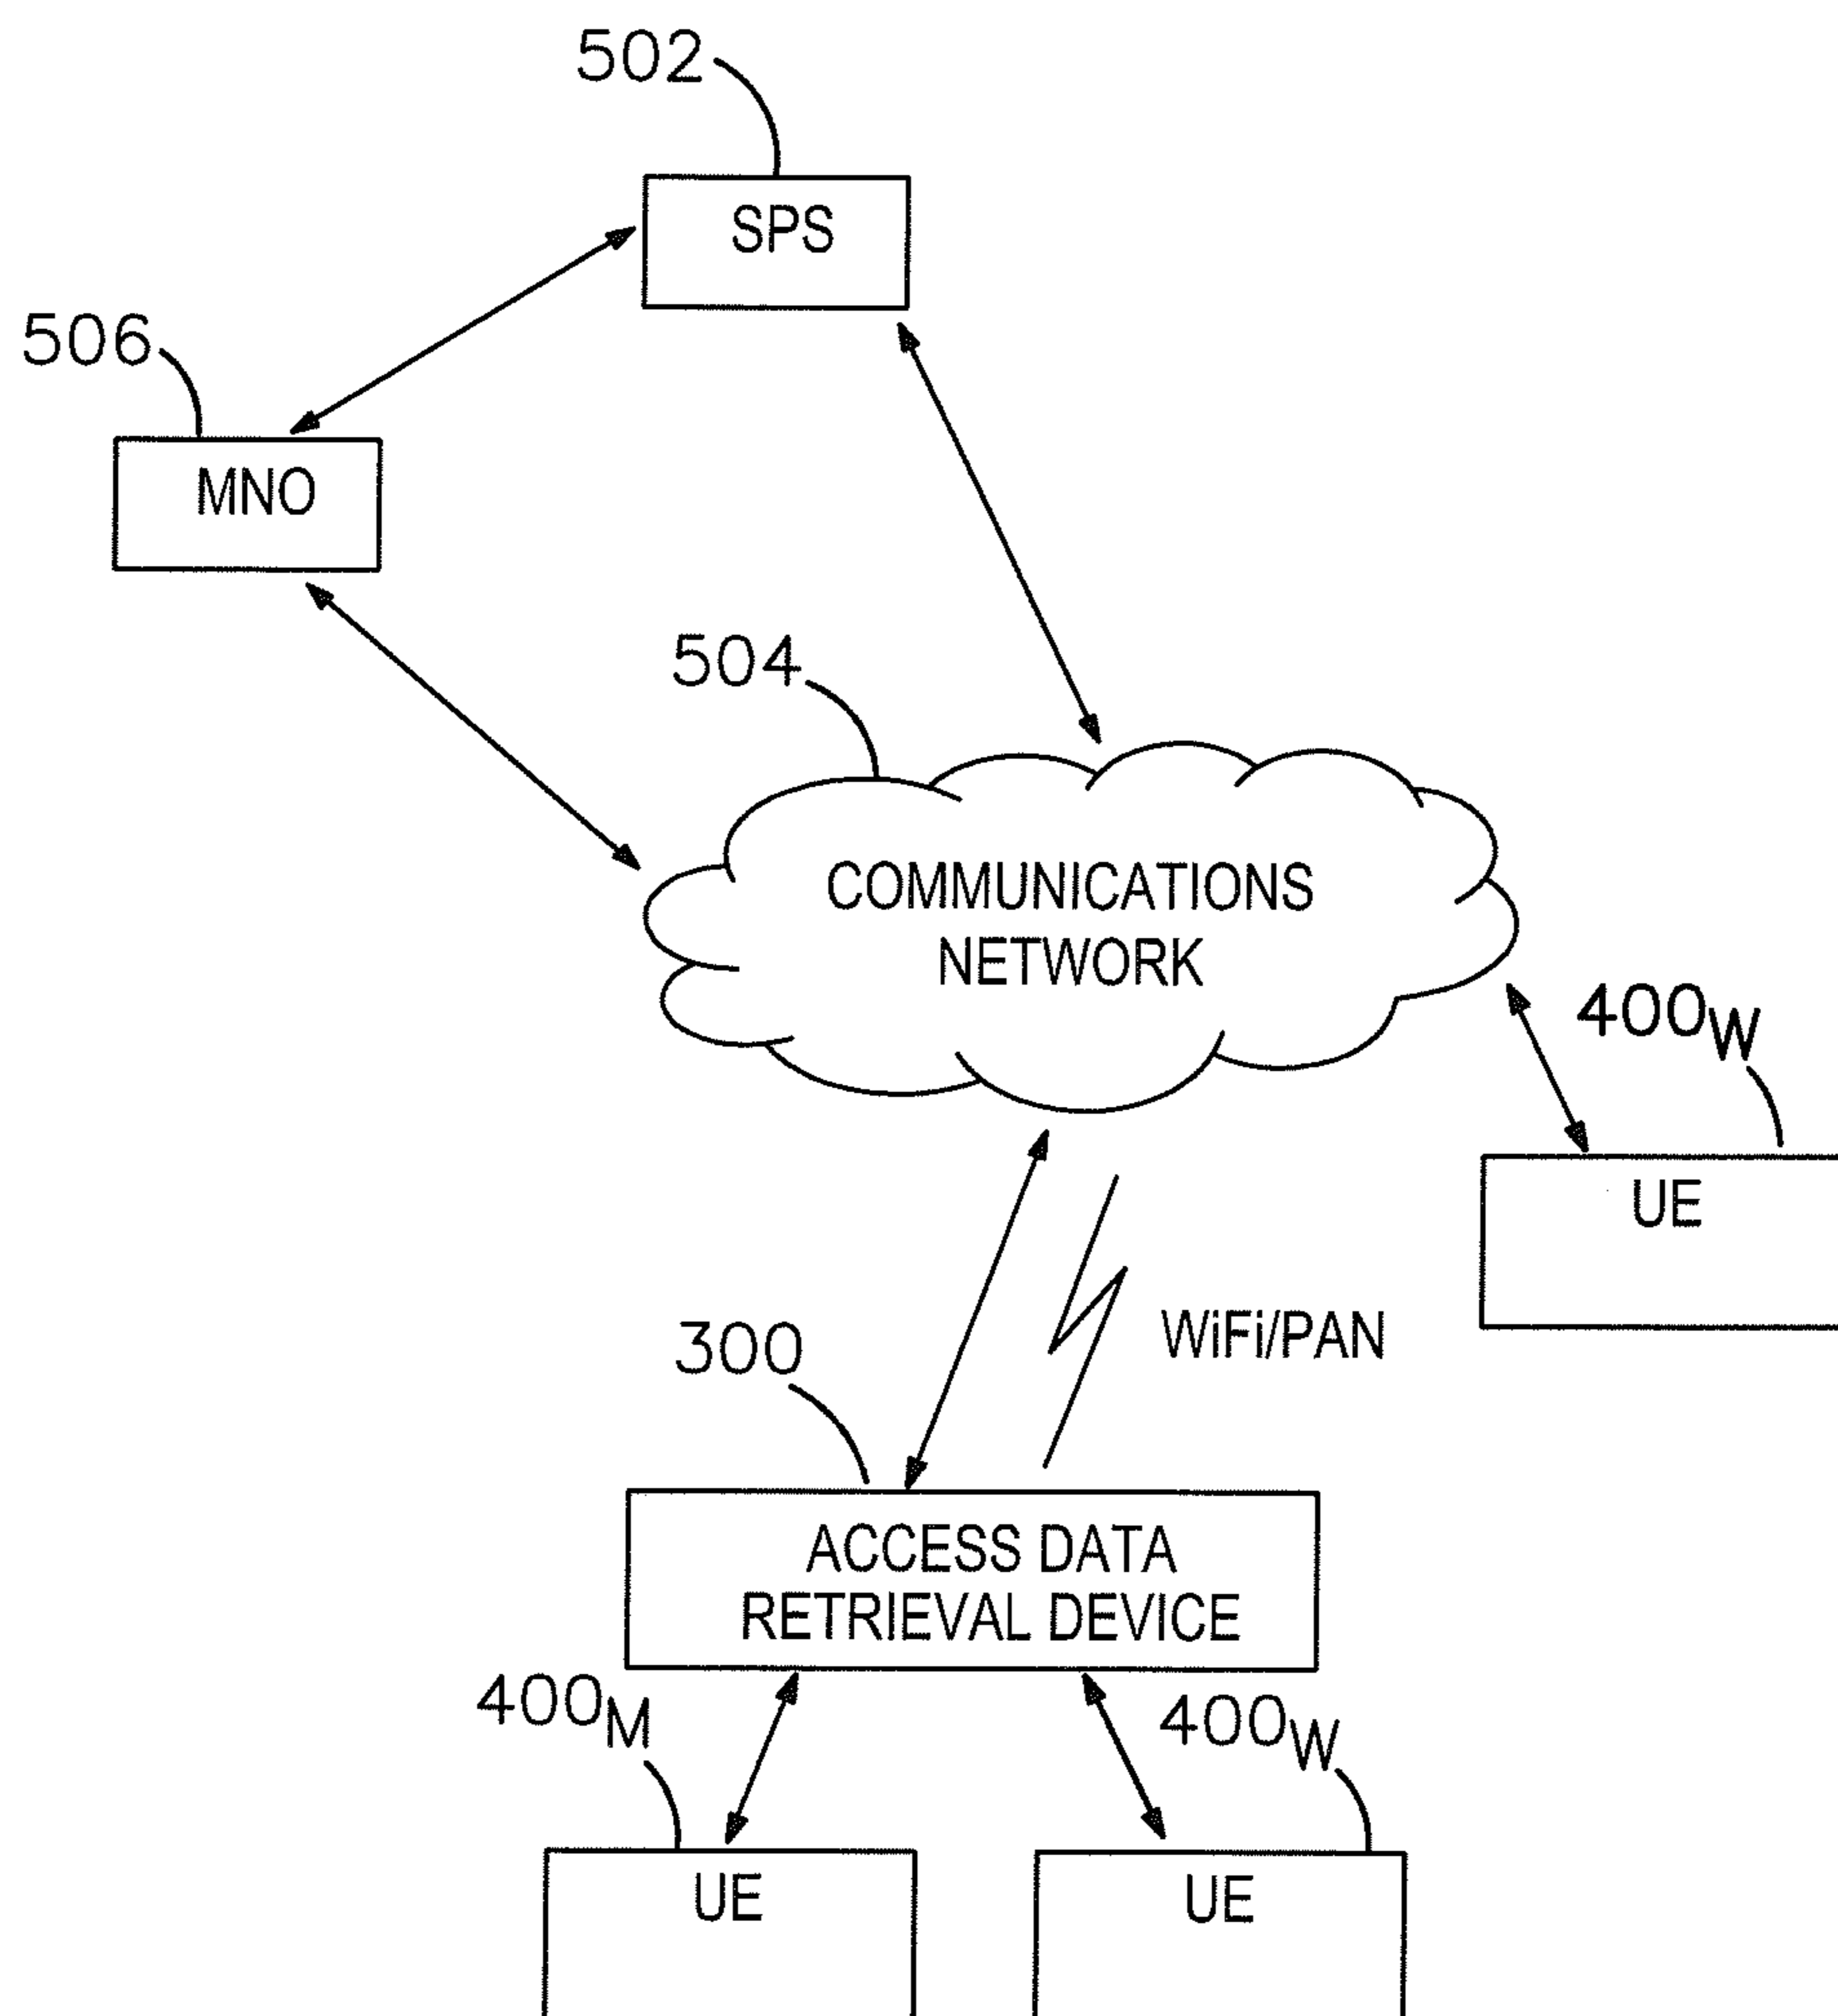 502
SPS
506
MNO
504
COMMUNICATIONS
NETWORK
400W
UE
WiFi/PAN
300
ACCESS DATA
RETRIEVAL DEVICE
400M
400W
UE
UE